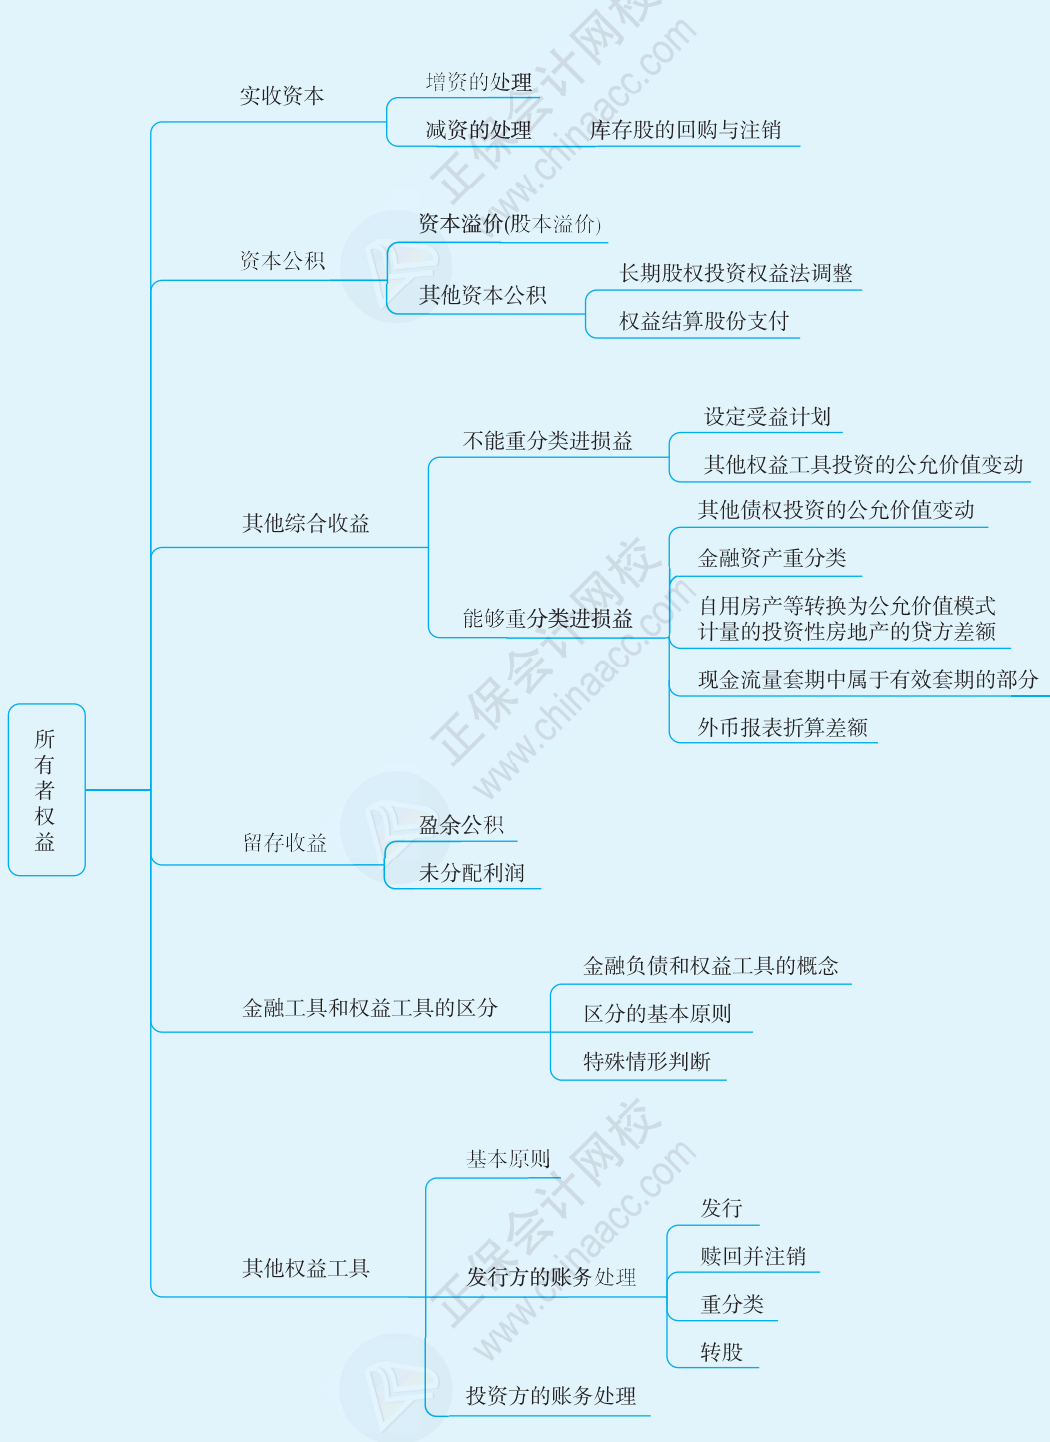 实收资本
增资的处理
减资的处理
库存股的回购与注销
资本公积
资本溢价(股本溢价)
其他资本公积
长期股权投资权益法调整
权益结算股份支付
其他综合收益
不能重分类进损益
设定受益计划
其他权益工具投资的公允价值变动
能够重分类进损益
其他债权投资的公允价值变动
金融资产重分类
自用房产等转换为公允价值模式
计量的投资性房地产的贷方差额
现金流量套期中属于有效套期的部分
外币报表折算差额
所有者权益
留存收益
盈余公积
未分配利润
金融工具和权益工具的区分
金融负债和权益工具的概念
区分的基本原则
特殊情形判断
其他权益工具
基本原则
发行方的账务处理
发行
赎回并注销
重分类
转股
投资方的账务处理
正保会计网校
www.chinaacc.com
正保会计网校
www.chinaacc.com
正保会计网校
www.chinaacc.com